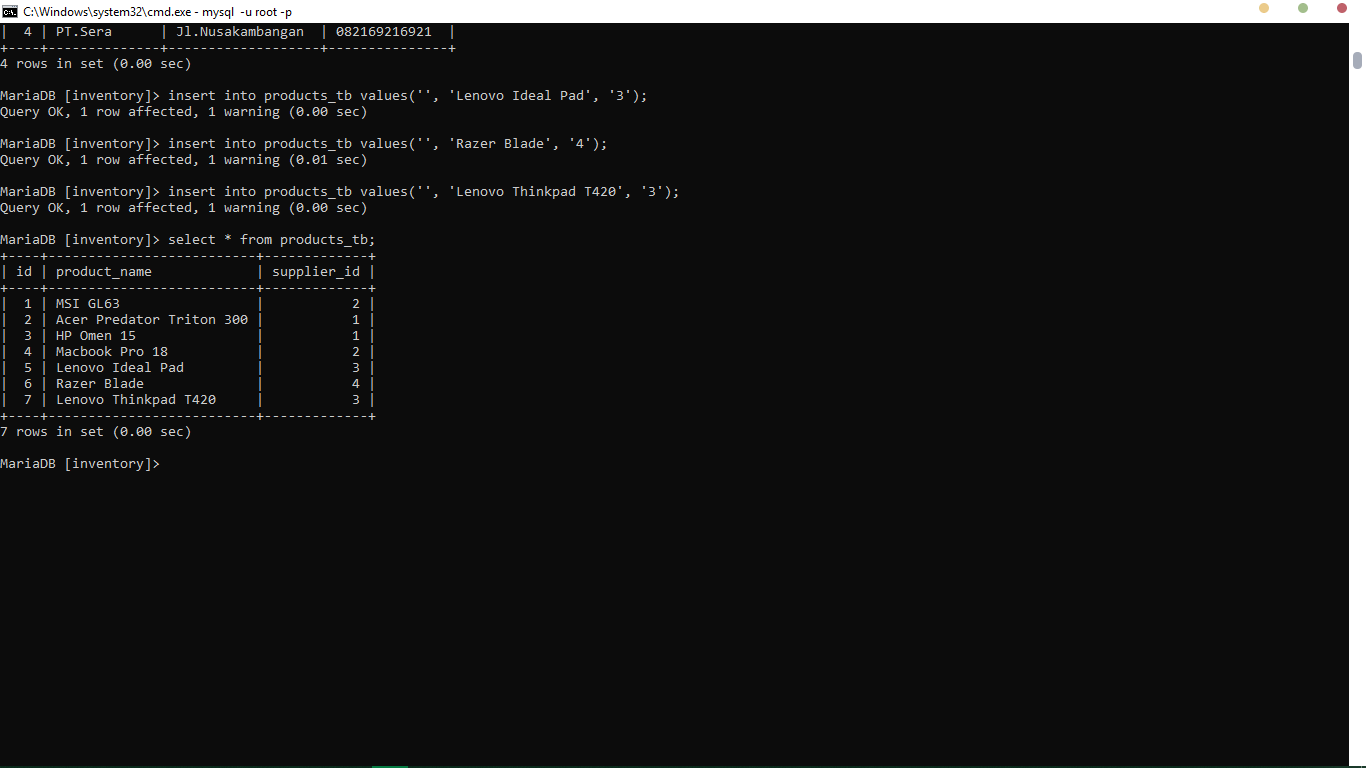 C:\Windows\system32\cmd.exe - mysql  -u root -p
|  4 | PT.Sera      | Jl.Nusakambangan  | 082169216921  |
+----+--------------+-------------------+---------------+
4 rows in set (0.00 sec)
MariaDB [inventory]> insert into products_tb values('', 'Lenovo Ideal Pad', '3');
Query OK, 1 row affected, 1 warning (0.00 sec)
MariaDB [inventory]> insert into products_tb values('', 'Razer Blade', '4');
Query OK, 1 row affected, 1 warning (0.01 sec)
MariaDB [inventory]> insert into products_tb values('', 'Lenovo Thinkpad T420', '3');
Query OK, 1 row affected, 1 warning (0.00 sec)
MariaDB [inventory]> select * from products_tb;
+----+--------------------------+-------------+
| id | product_name             | supplier_id |
+----+--------------------------+-------------+
|  1 | MSI GL63                 |           2 |
|  2 | Acer Predator Triton 300 |           1 |
|  3 | HP Omen 15               |           1 |
|  4 | Macbook Pro 18           |           2 |
|  5 | Lenovo Ideal Pad         |           3 |
|  6 | Razer Blade              |           4 |
|  7 | Lenovo Thinkpad T420     |           3 |
+----+--------------------------+-------------+
7 rows in set (0.00 sec)
MariaDB [inventory]>